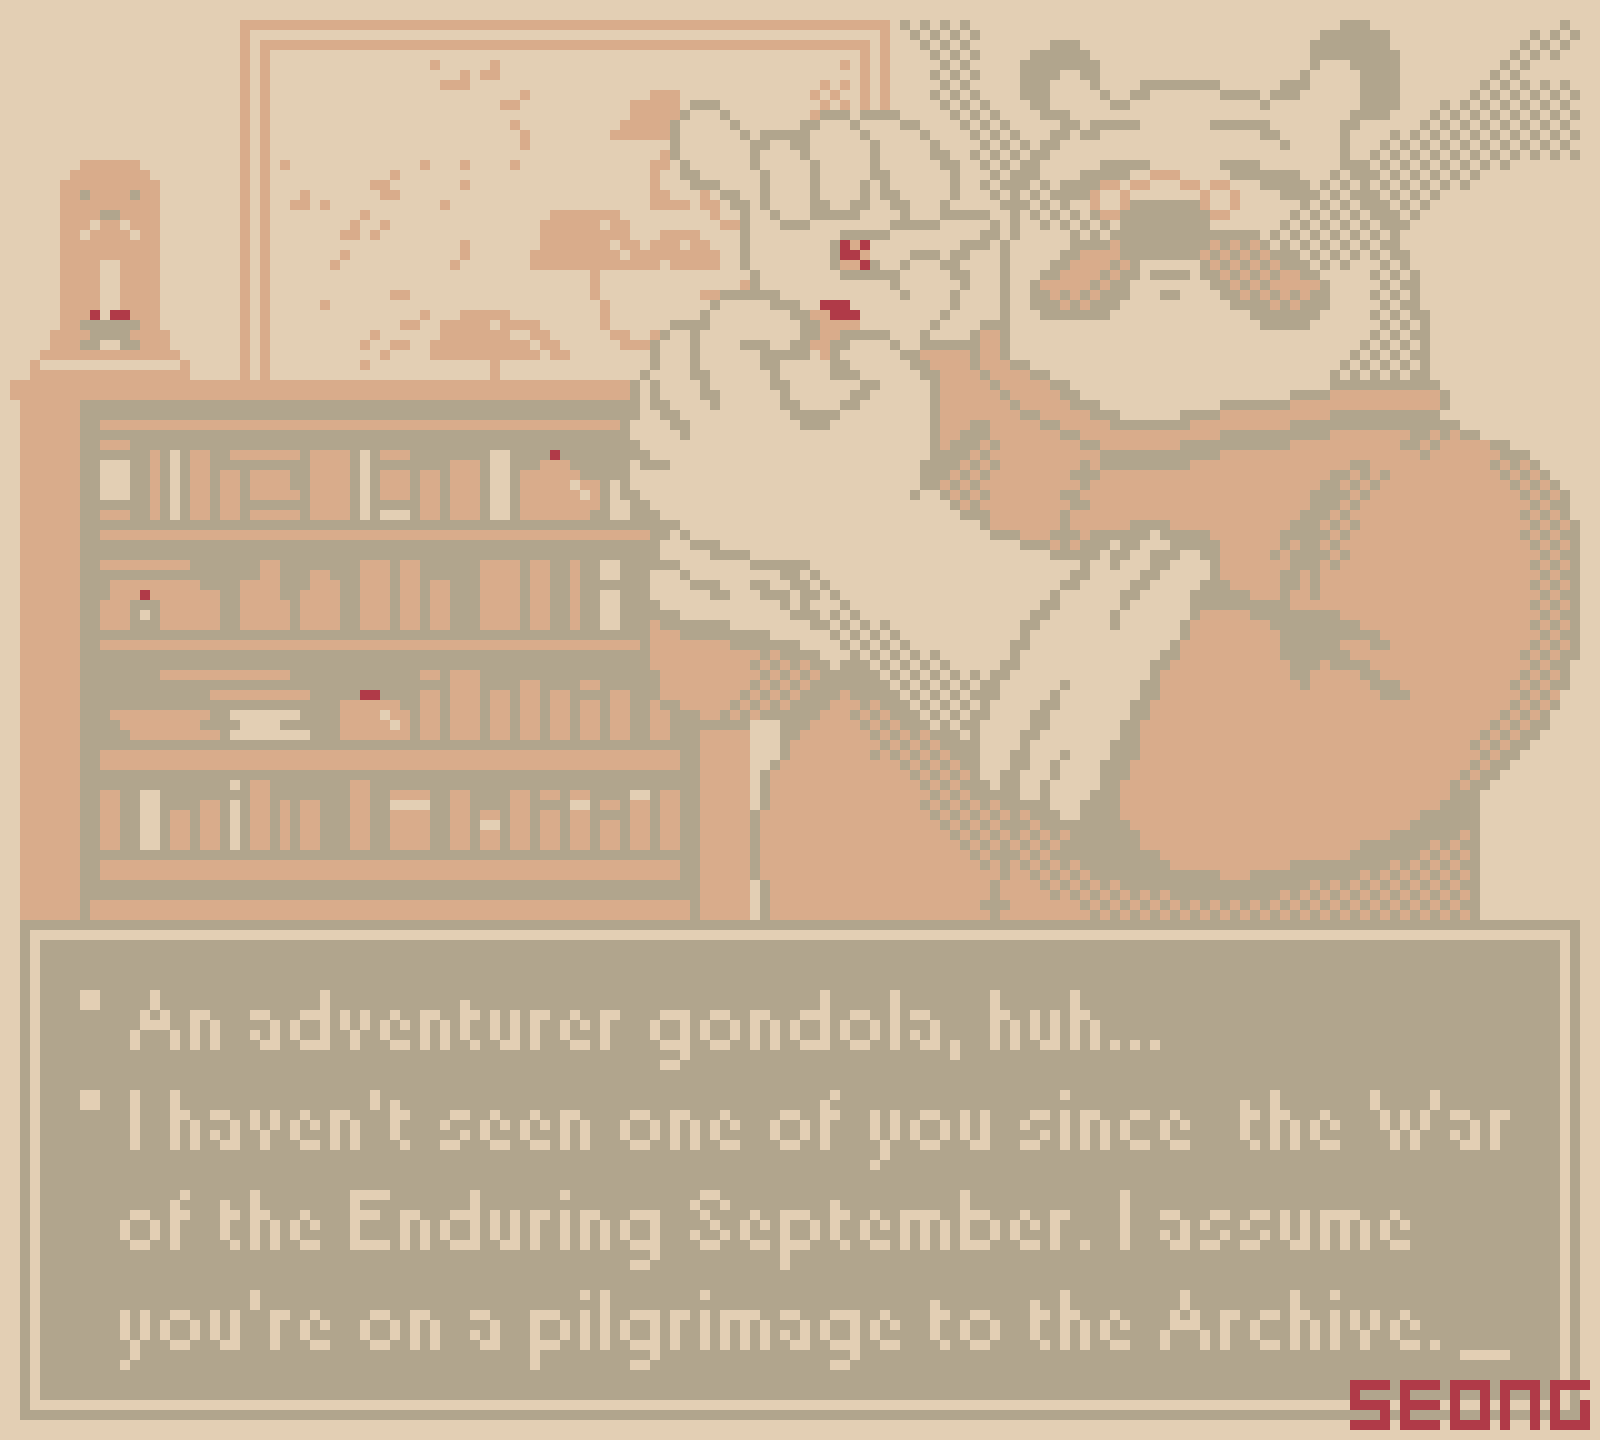 An adventurer gondola, huh...
I haven't seen one of you since the War
of the Enduring September. I assume
you're on a pilgrimage to the Archive. _
SEONG